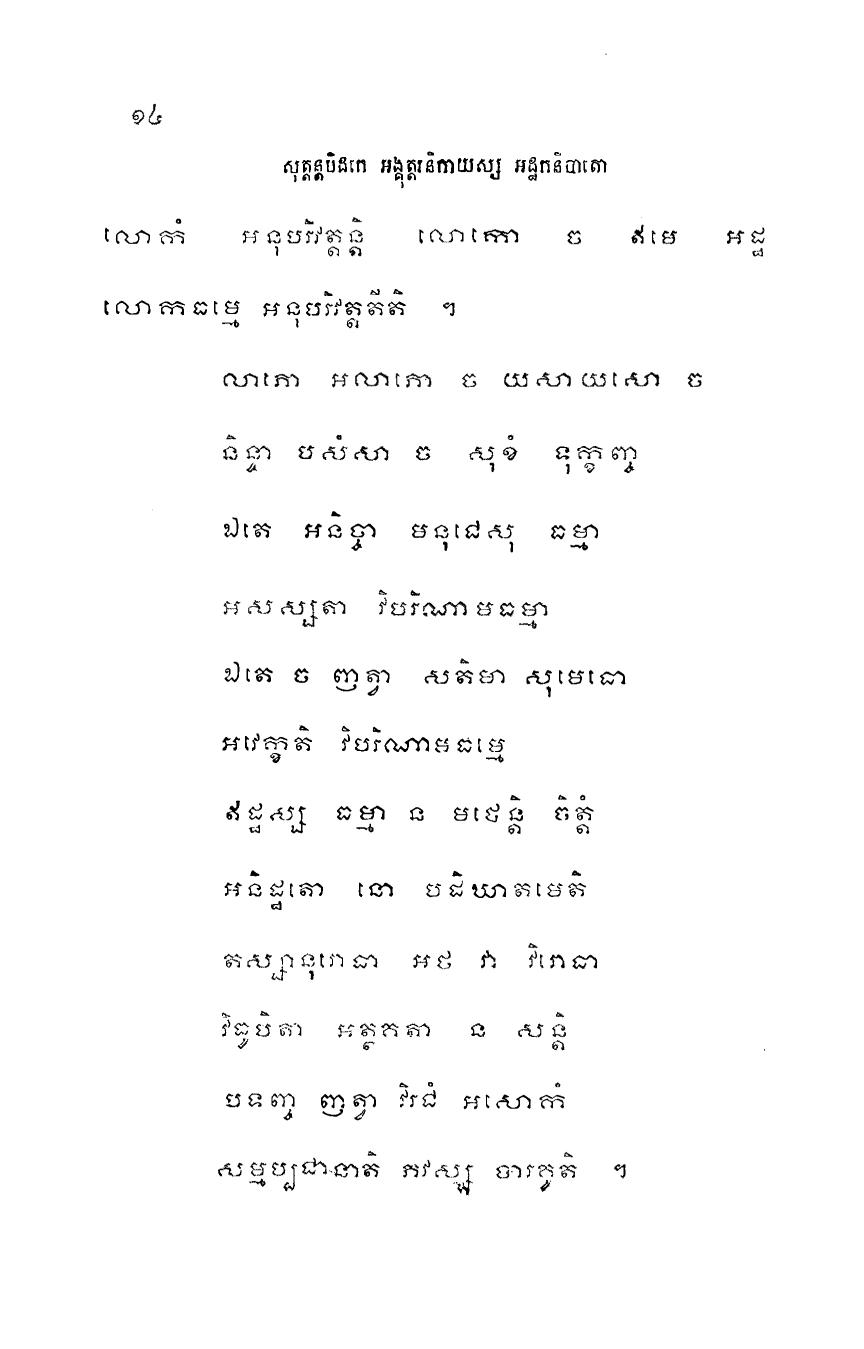 ១៤
សុត្តន្តបិដកេ អង្គុត្តរនិកាយស្ស អដ្ឋកនិបាតោ
លោកំ អនុបរិវត្តន្តិ លោកោ ច ឥមេ អដ្ឋ
លោកធម្មេ អនុបរិវត្តតីតិ ។
លាភោ អលាភោ ច យសាយសោ ច
និន្ទា បសំសា ច សុខំ ទុក្ខញ្ច
ឯតេ អនិច្ចា មនុជេសុ ធម្មា
អសស្សតា វិបរិណាមធម្មា
ឯតេ ច ញត្វា សតិមា សុមេធោ
អវេក្ខតិ វិបរិណាមធម្មេ
ឥដ្ឋស្ស ធម្មា ន មថេន្តិ ចិត្តំ
អនិដ្ឋតោ នោ បដិឃាតមេតិ
តស្សានុរោធា អថ វា វិរោធា
វិធូបិតា អត្ថគតា ន សន្តិ
បទញ្ច ញត្វា វិរជំ អសោកំ
សម្មប្បជានាតិ ភវស្ស បារគូតិ ។